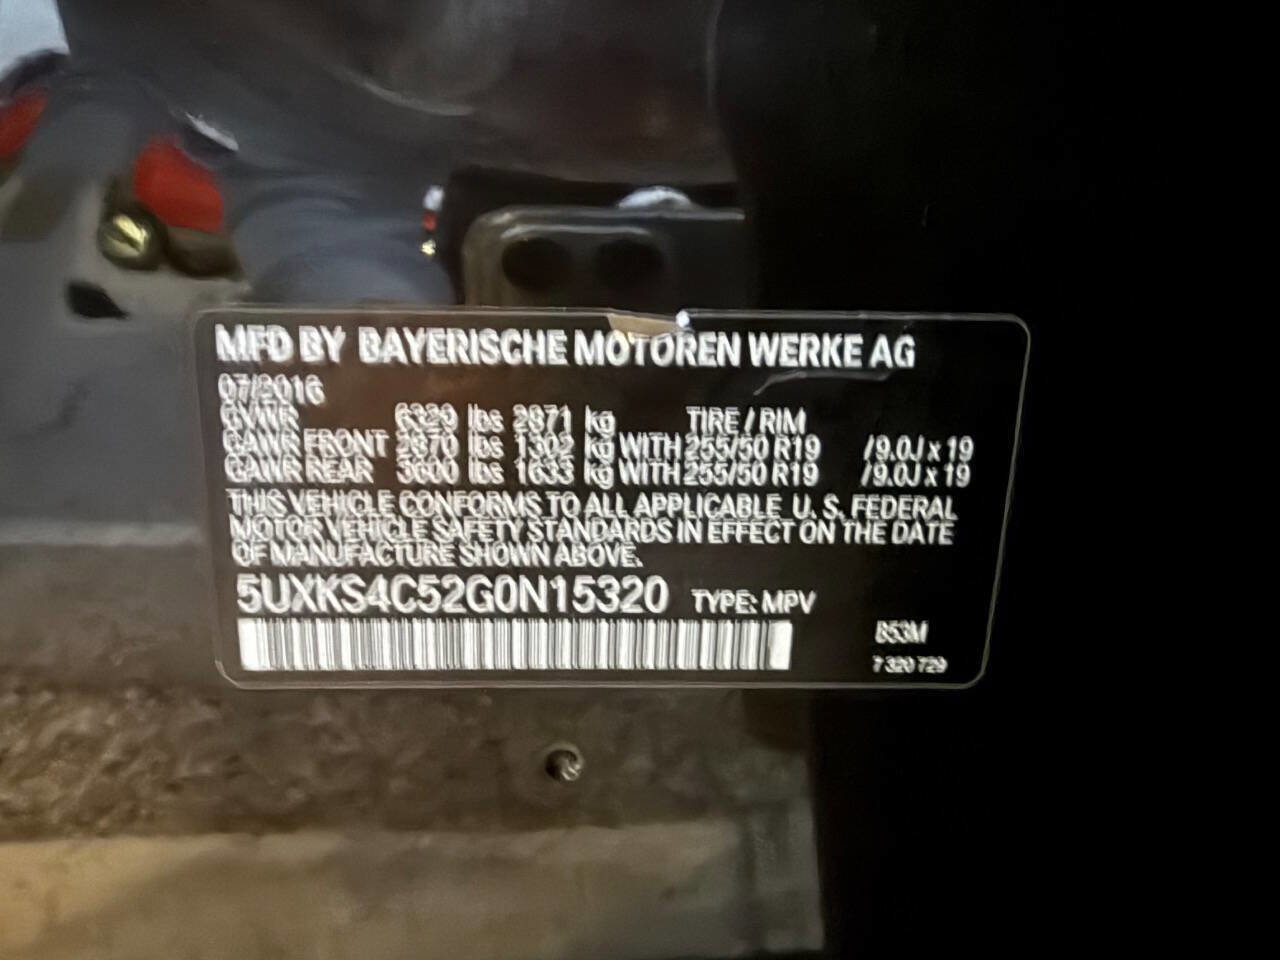 MFD BY BAYERISCHE MOTOREN WERKE AG
07/2016
GVWR 6329 lbs 2871 kg TIRE / RIM
GAWR FRONT 2870 lbs 1302 kg WITH 255/50 R19 / 9.0J x 19
GAWR REAR 3600 lbs 1633 kg WITH 255/50 R19 / 9.0J x 19
THIS VEHICLE CONFORMS TO ALL APPLICABLE U. S. FEDERAL
MOTOR VEHICLE SAFETY STANDARDS IN EFFECT ON THE DATE
OF MANUFACTURE SHOWN ABOVE.
5UXKS4C52G0N15320 TYPE: MPV
B53M
7 320 729